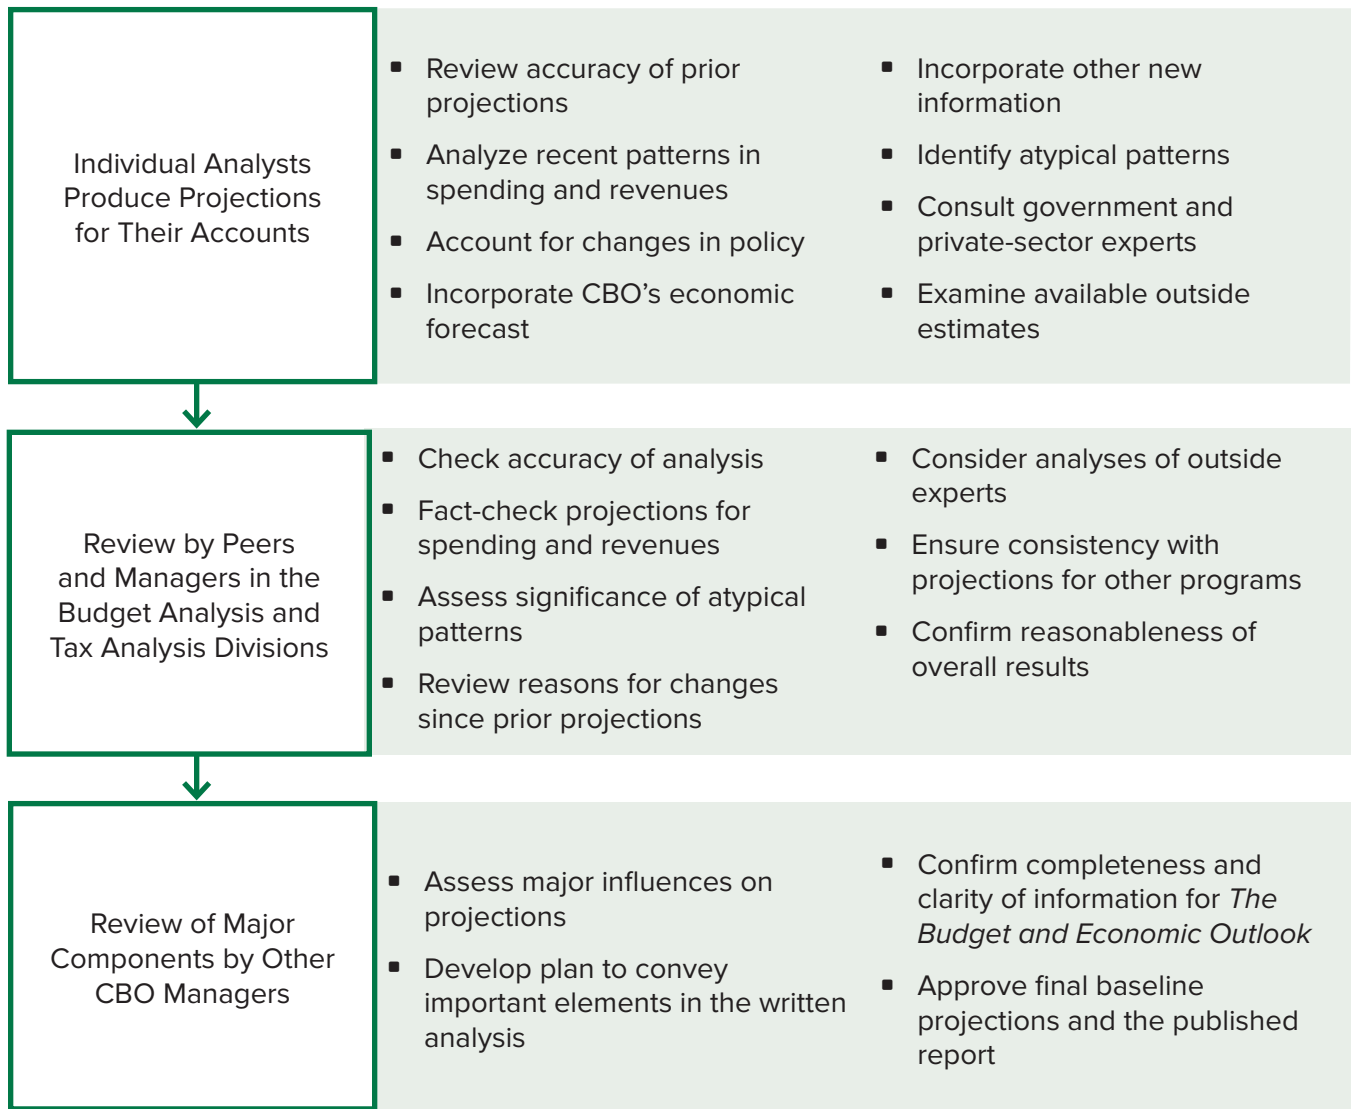 Individual Analysts
Produce Projections
for Their Accounts
▪ Review accuracy of prior
projections
▪ Analyze recent patterns in
spending and revenues
▪ Account for changes in policy
▪ Incorporate CBO’s economic
forecast
▪ Incorporate other new
information
▪ Identify atypical patterns
▪ Consult government and
private-sector experts
▪ Examine available outside
estimates
Review by Peers
and Managers in the
Budget Analysis and
Tax Analysis Divisions
▪ Check accuracy of analysis
▪ Fact-check projections for
spending and revenues
▪ Assess significance of atypical
patterns
▪ Review reasons for changes
since prior projections
▪ Consider analyses of outside
experts
▪ Ensure consistency with
projections for other programs
▪ Confirm reasonableness of
overall results
Review of Major
Components by Other
CBO Managers
▪ Assess major influences on
projections
▪ Develop plan to convey
important elements in the written
analysis
▪ Confirm completeness and
clarity of information for The
Budget and Economic Outlook
▪ Approve final baseline
projections and the published
report